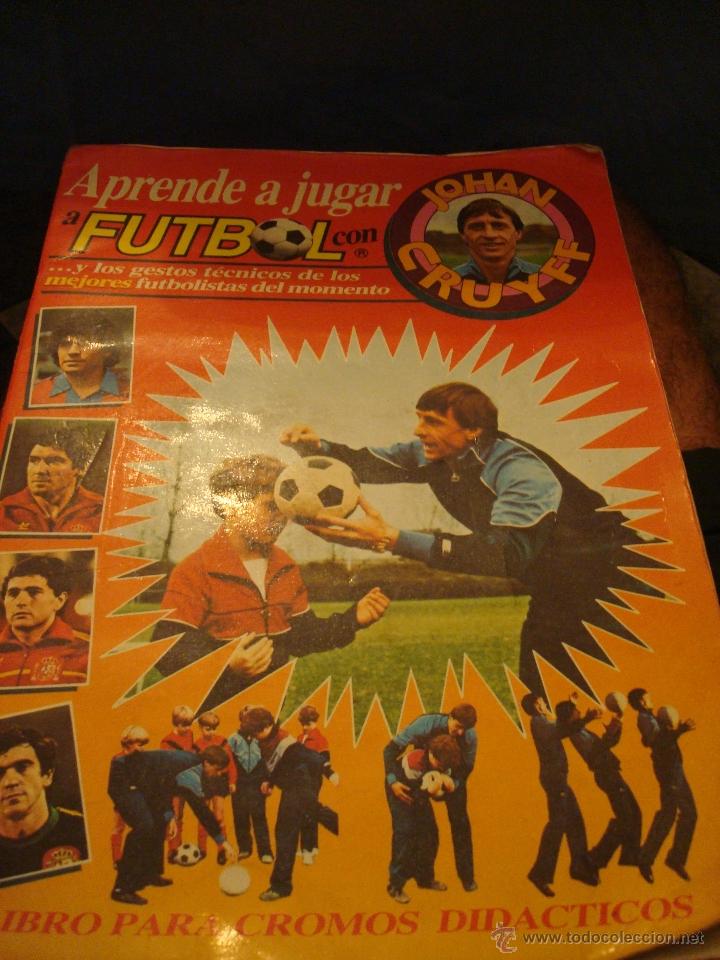 Aprende a jugar
a FUTBOL con
®
...y los gestos técnicos de los
mejores futbolistas del momento
JOHAN
CRUYFF
LIBRO PARA CROMOS DIDACTICOS
© www.todocoleccion.net